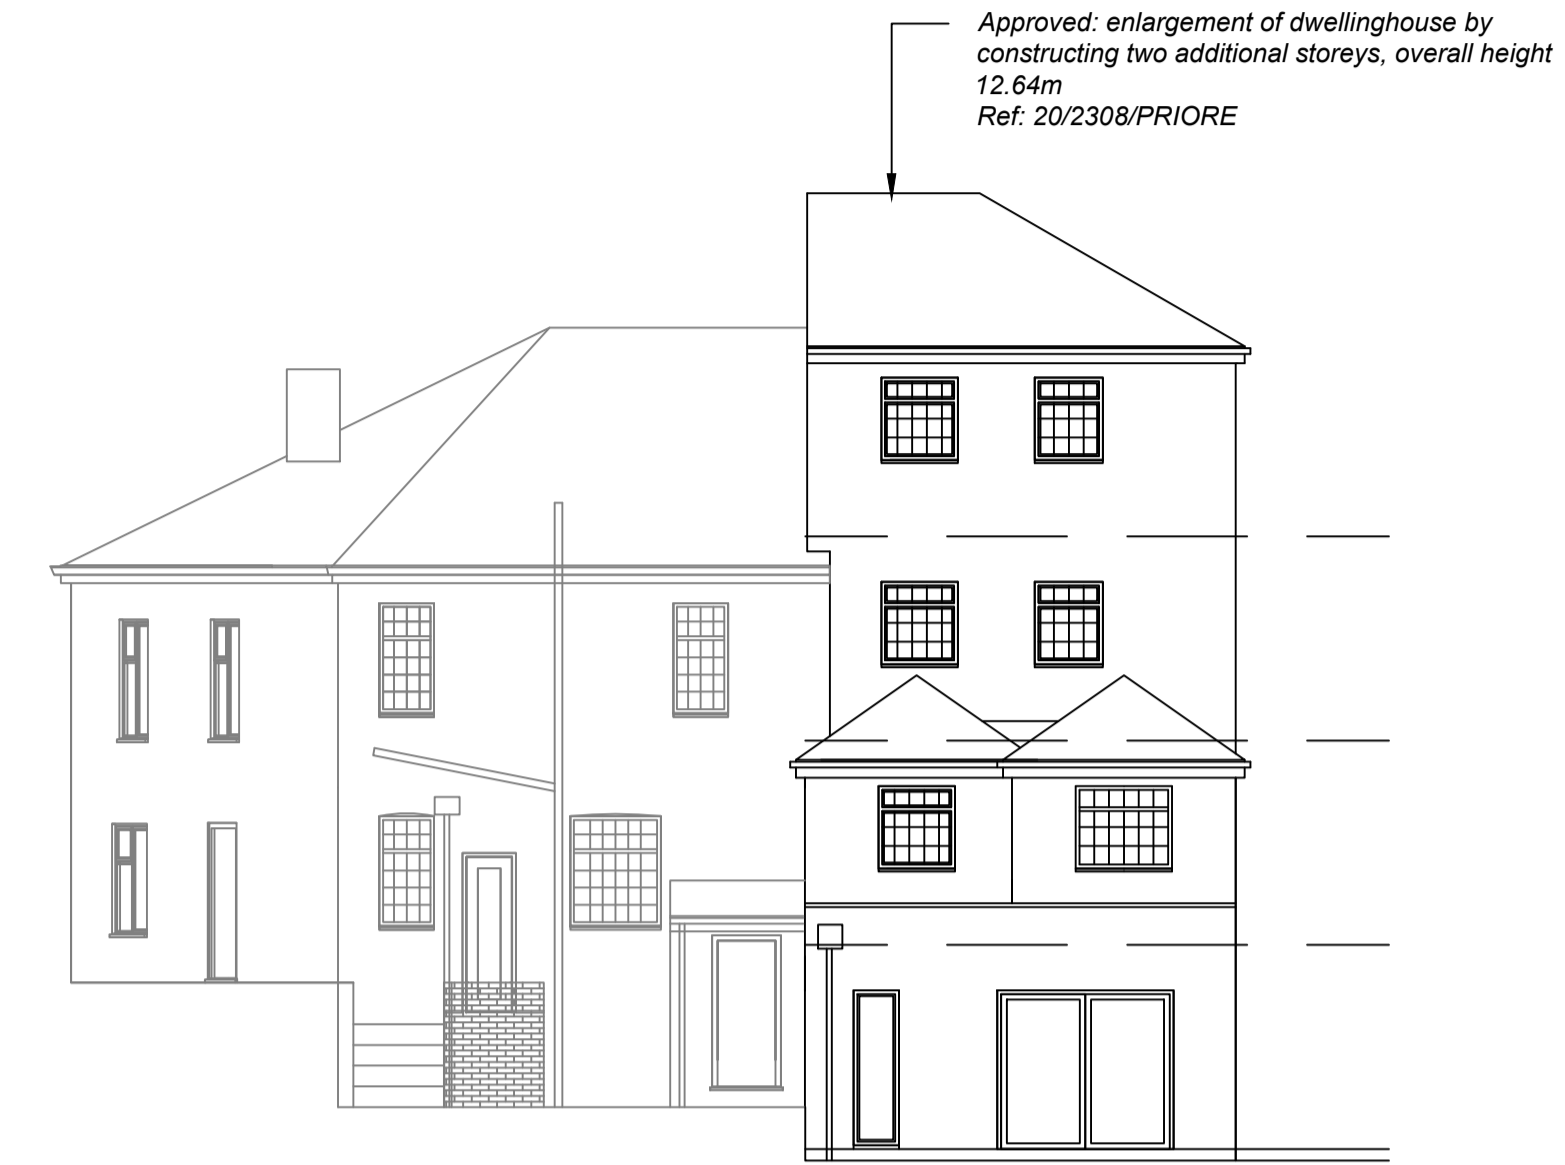 Approved: enlargement of dwellinghouse by
constructing two additional storeys, overall height
12.64m
Ref: 20/2308/PRIORE